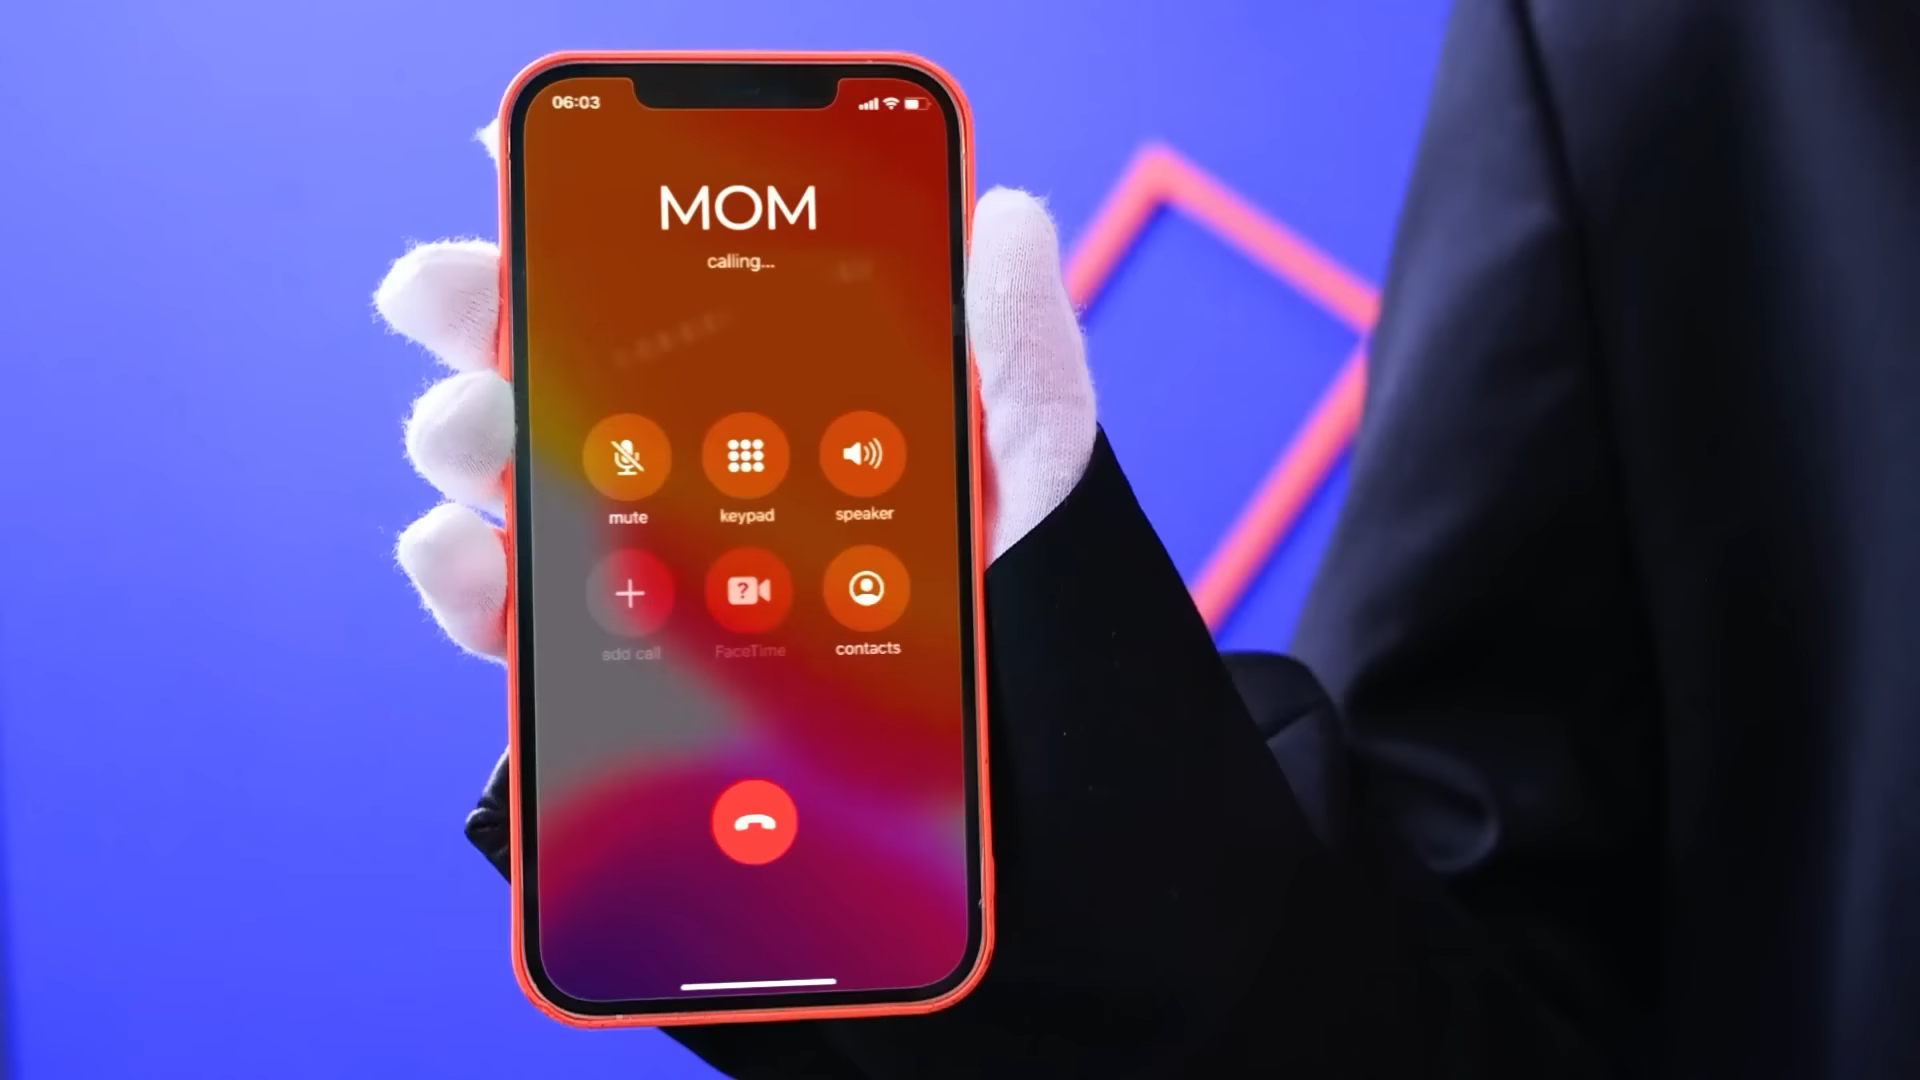 06:03
MOM
calling...
mute
keypad
speaker
add call
FaceTime
contacts